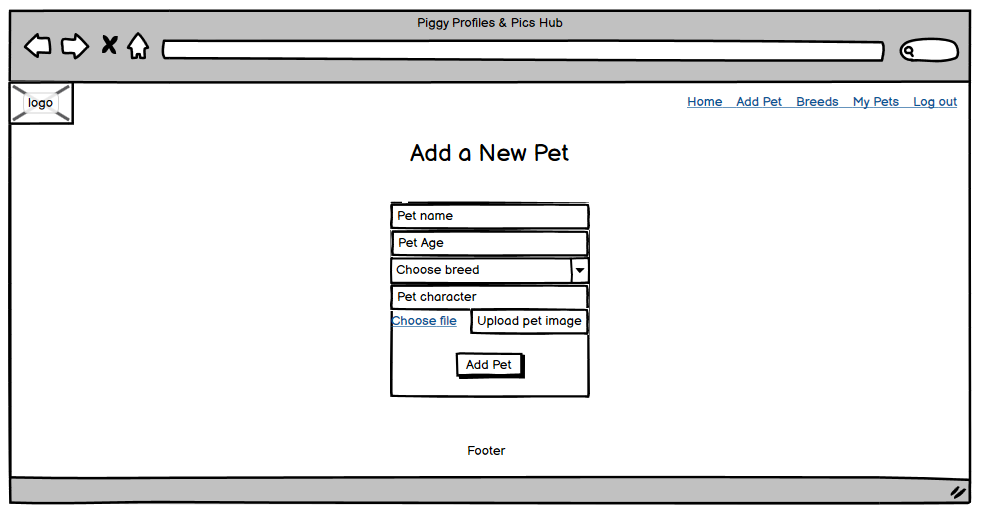 Piggy Profiles & Pics Hub
logo
Home Add Pet Breeds My Pets Log out
Add a New Pet
Pet name
Pet Age
Choose breed
Pet character
Choose file Upload pet image
Add Pet
Footer